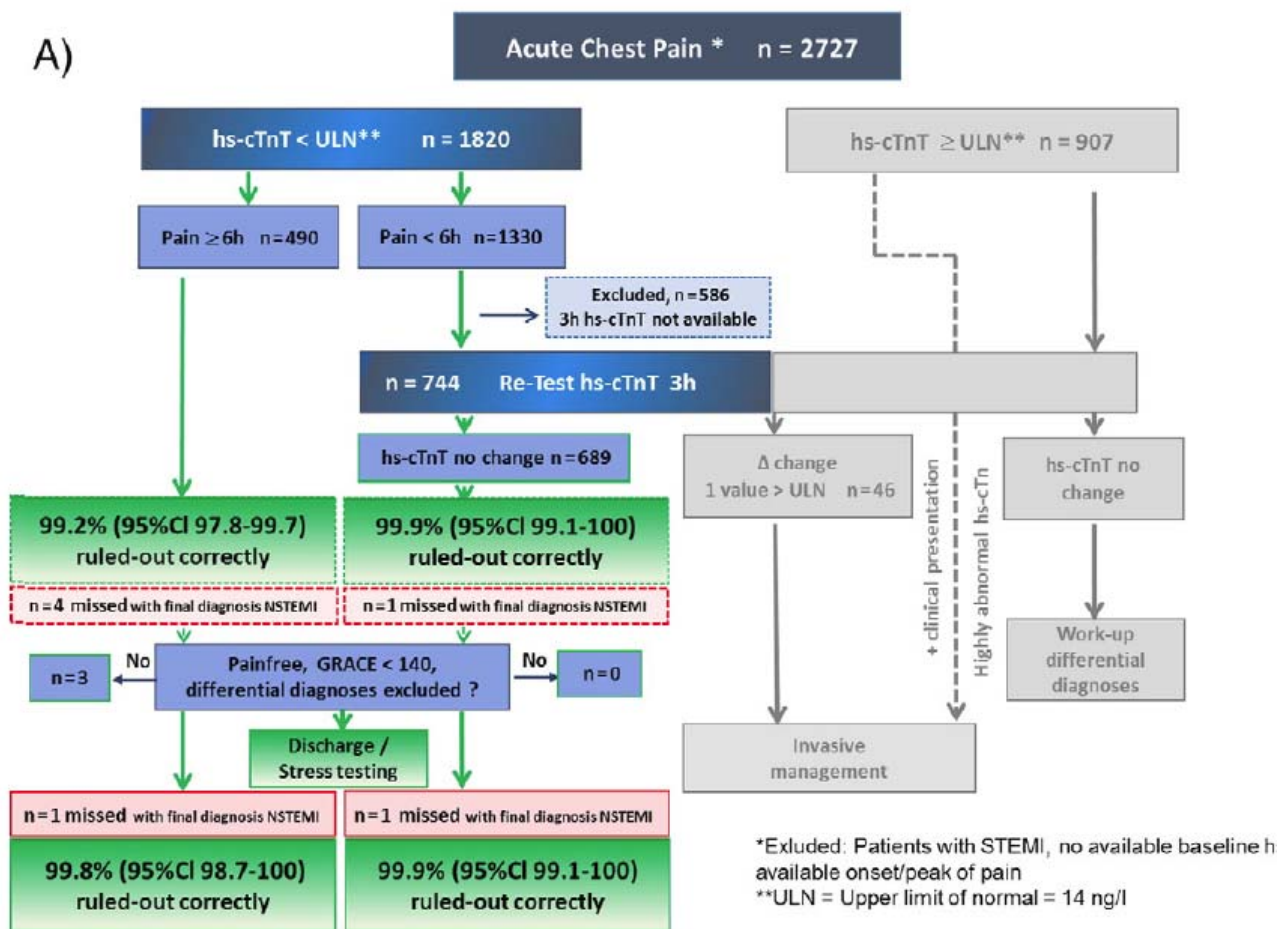 A)
Acute Chest Pain * n = 2727
hs-cTnT < ULN** n = 1820
hs-cTnT ≥ ULN** n = 907
Pain ≥ 6h n=490
Pain < 6h n=1330
Excluded, n=586
3h hs-cTnT not available
n = 744 Re-Test hs-cTnT 3h
hs-cTnT no change n=689
Δ change
1 value > ULN n=46
hs-cTnT no
change
+ clinical presentation
Highly abnormal hs-cTn
99.2% (95%CI 97.8-99.7)
ruled-out correctly
99.9% (95%CI 99.1-100)
ruled-out correctly
n=4 missed with final diagnosis NSTEMI
n=1 missed with final diagnosis NSTEMI
n=3
No
Painfree, GRACE < 140,
differential diagnoses excluded ?
No
n=0
Work-up
differential
diagnoses
Discharge /
Stress testing
Invasive
management
n=1 missed with final diagnosis NSTEMI
n=1 missed with final diagnosis NSTEMI
99.8% (95%CI 98.7-100)
ruled-out correctly
99.9% (95%CI 99.1-100)
ruled-out correctly
*Exluded: Patients with STEMI, no available baseline h
available onset/peak of pain
**ULN = Upper limit of normal = 14 ng/l